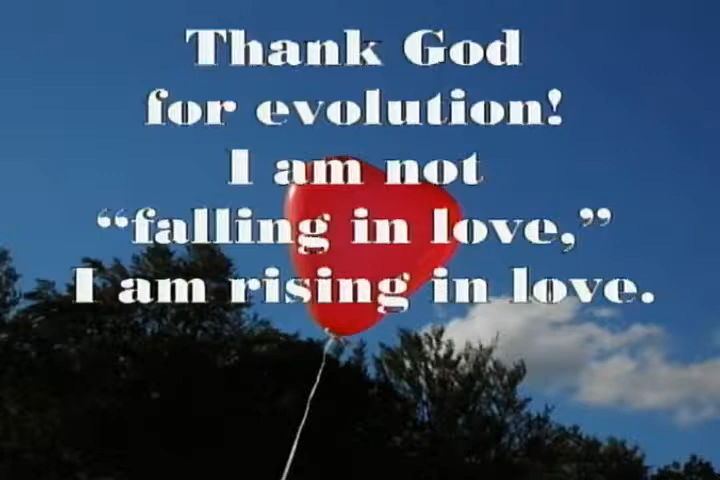 Thank God
for evolution!
I am not
“falling in love,”
I am rising in love.